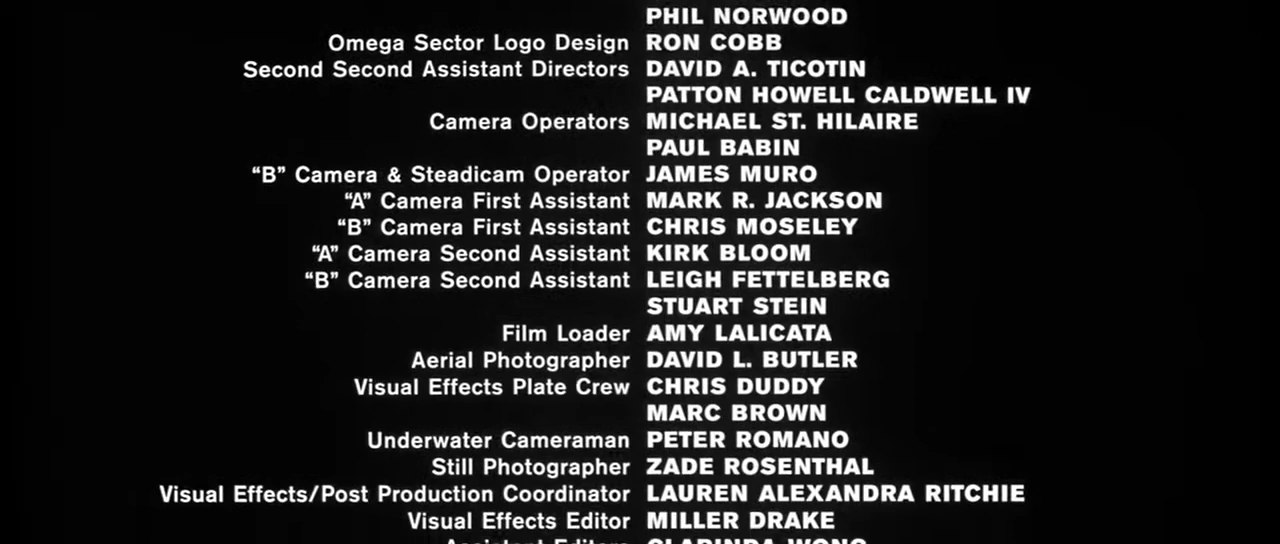 PHIL NORWOOD
Omega Sector Logo Design RON COBB
Second Second Assistant Directors DAVID A. TICOTIN
PATTON HOWELL CALDWELL IV
Camera Operators MICHAEL ST. HILAIRE
PAUL BABIN
“B” Camera & Steadicam Operator JAMES MURO
“A” Camera First Assistant MARK R. JACKSON
“B” Camera First Assistant CHRIS MOSELEY
“A” Camera Second Assistant KIRK BLOOM
“B” Camera Second Assistant LEIGH FETTELBERG
STUART STEIN
Film Loader AMY LALICATA
Aerial Photographer DAVID L. BUTLER
Visual Effects Plate Crew CHRIS DUDDY
MARC BROWN
Underwater Cameraman PETER ROMANO
Still Photographer ZADE ROSENTHAL
Visual Effects/Post Production Coordinator LAUREN ALEXANDRA RITCHIE
Visual Effects Editor MILLER DRAKE
Assistant Editors CLARINDA WONG